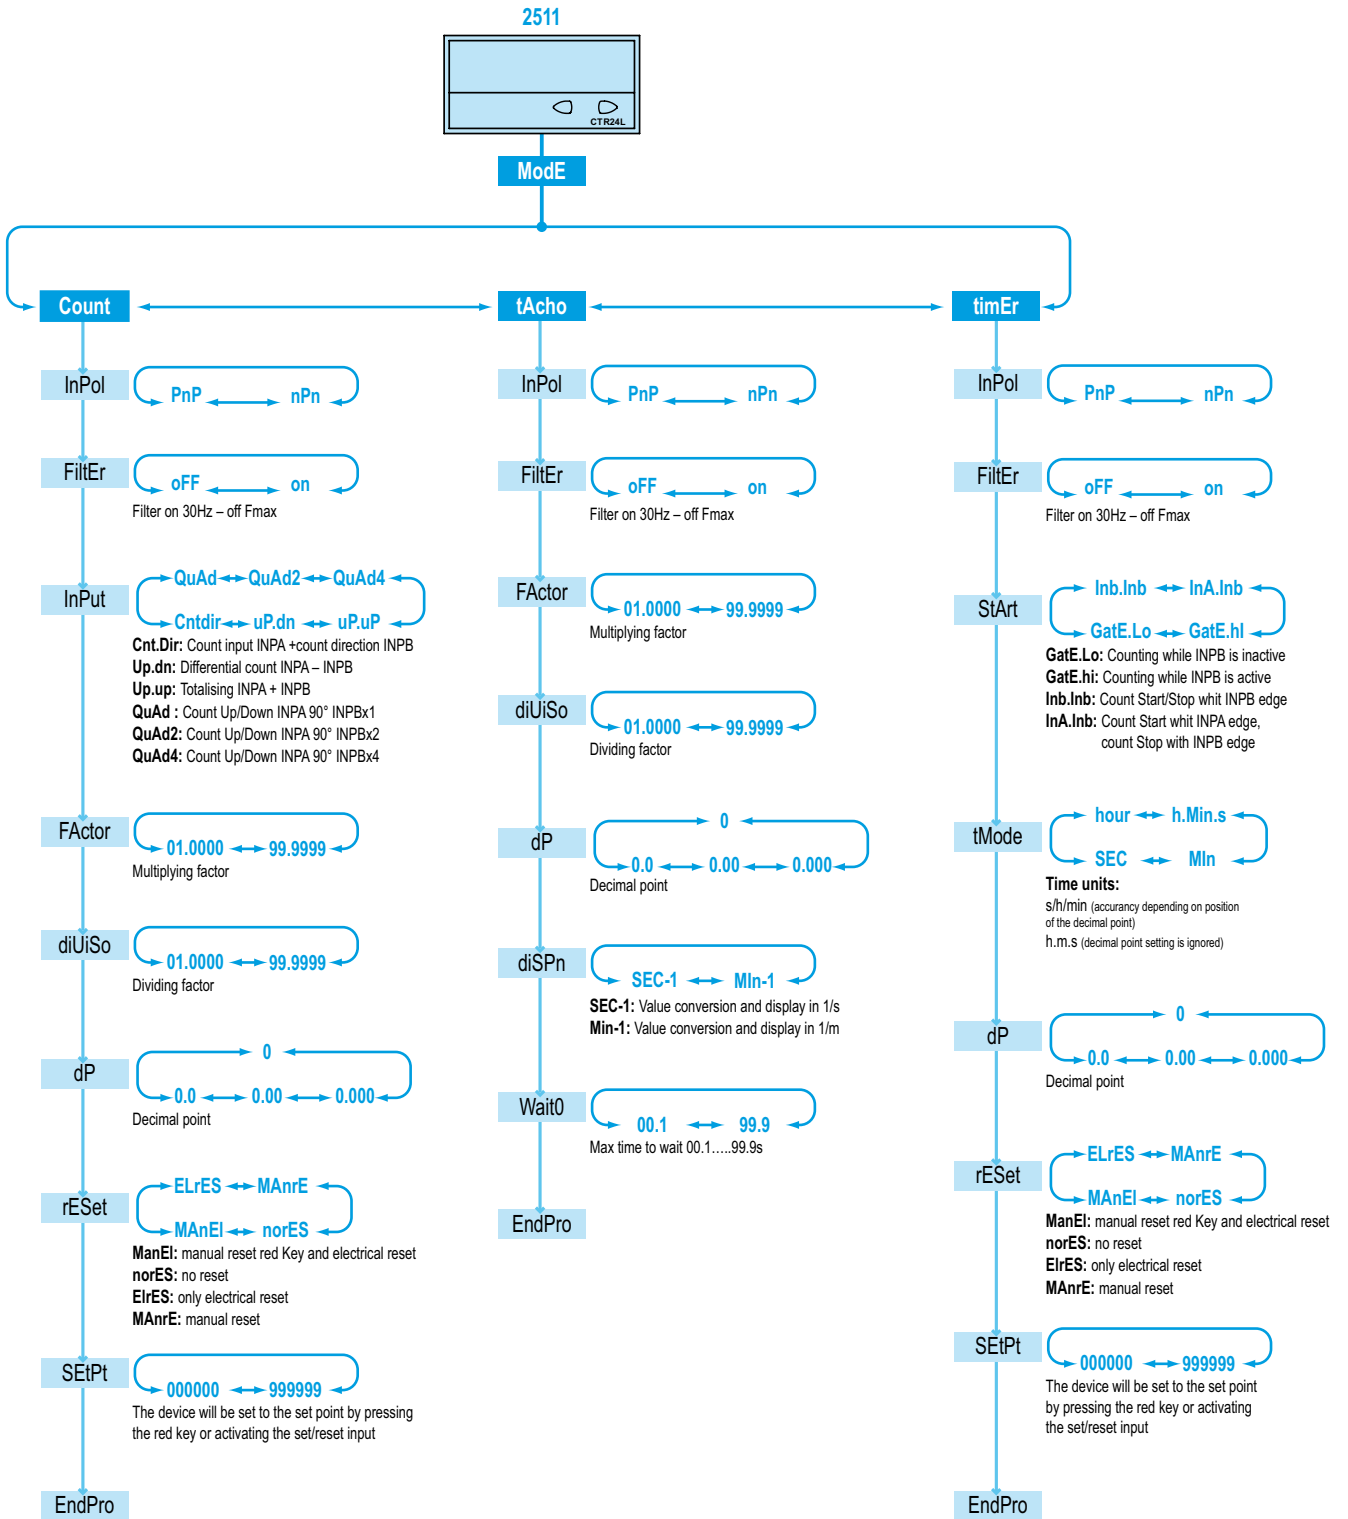 2511
CTR24L
ModE
Count
InPol
PnP nPn
FiltEr
oFF on
Filter on 30Hz – off Fmax
InPut
QuAd QuAd2 QuAd4
Cntdir uP.dn uP.uP
Cnt.Dir: Count input INPA +count direction INPB
Up.dn: Differential count INPA – INPB
Up.up: Totalising INPA + INPB
QuAd : Count Up/Down INPA 90° INPBx1
QuAd2: Count Up/Down INPA 90° INPBx2
QuAd4: Count Up/Down INPA 90° INPBx4
FActor
01.0000 99.9999
Multiplying factor
diUiSo
01.0000 99.9999
Dividing factor
dP
0
0.0 0.00 0.000
Decimal point
rESet
ELrES MAnrE
MAnEl norES
ManEl: manual reset red Key and electrical reset
norES: no reset
ElrES: only electrical reset
MAnrE: manual reset
SEtPt
000000 999999
The device will be set to the set point by pressing
the red key or activating the set/reset input
EndPro
tAcho
InPol
PnP nPn
FiltEr
oFF on
Filter on 30Hz – off Fmax
FActor
01.0000 99.9999
Multiplying factor
diUiSo
01.0000 99.9999
Dividing factor
dP
0
0.0 0.00 0.000
Decimal point
diSPn
SEC-1 MIn-1
SEC-1: Value conversion and display in 1/s
Min-1: Value conversion and display in 1/m
Wait0
00.1 99.9
Max time to wait 00.1.....99.9s
EndPro
timEr
InPol
PnP nPn
FiltEr
oFF on
Filter on 30Hz – off Fmax
StArt
Inb.Inb InA.Inb
GatE.Lo GatE.hI
GatE.Lo: Counting while INPB is inactive
GatE.hi: Counting while INPB is active
Inb.Inb: Count Start/Stop whit INPB edge
InA.Inb: Count Start whit INPA edge,
count Stop with INPB edge
tMode
hour h.Min.s
SEC MIn
Time units:
s/h/min (accurancy depending on position
of the decimal point)
h.m.s (decimal point setting is ignored)
dP
0
0.0 0.00 0.000
Decimal point
rESet
ELrES MAnrE
MAnEl norES
ManEl: manual reset red Key and electrical reset
norES: no reset
ElrES: only electrical reset
MAnrE: manual reset
SEtPt
000000 999999
The device will be set to the set point
by pressing the red key or activating
the set/reset input
EndPro